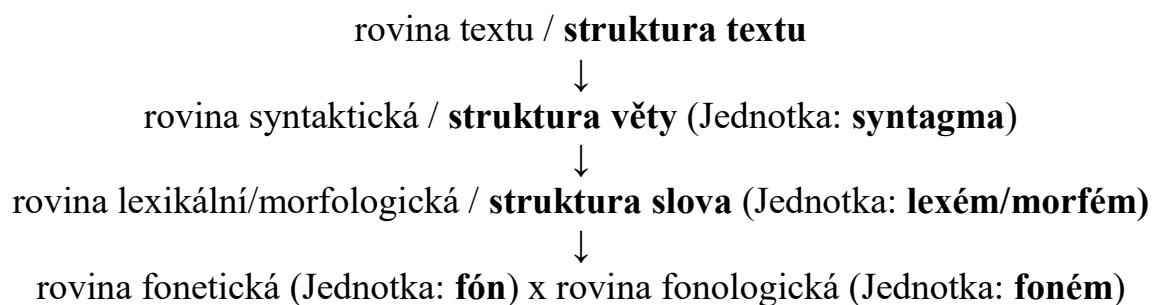 rovina textu / struktura textu
↓
rovina syntaktická / struktura věty (Jednotka: syntagma)
↓
rovina lexikální/morfologická / struktura slova (Jednotka: lexém/morfém)
↓
rovina fonetická (Jednotka: fón) x rovina fonologická (Jednotka: foném)